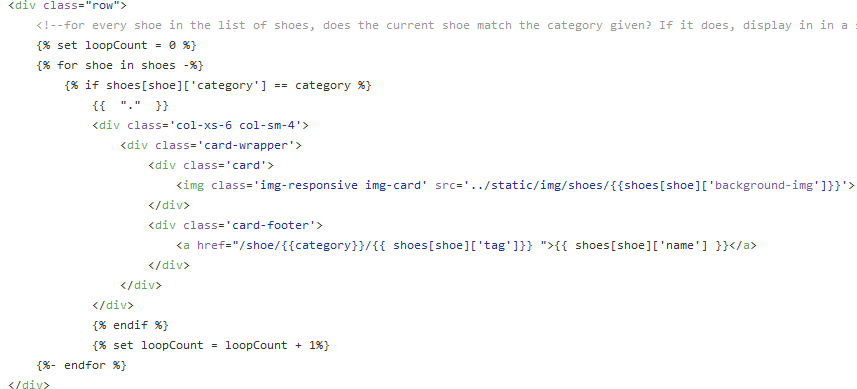 <div class="row">
<!--for every shoe in the list of shoes, does the current shoe match the category given? If it does, display in in a
{% set loopCount = 0 %}
{% for shoe in shoes -%}
{% if shoes[shoe]['category'] == category %}
{{  "."  }}
<div class='col-xs-6 col-sm-4'>
<div class='card-wrapper'>
<div class='card'>
<img class='img-responsive img-card' src='../static/img/shoes/{{shoes[shoe]['background-img']}}'>
</div>
<div class='card-footer'>
<a href="/shoe/{{category}}/{{ shoes[shoe]['tag']}} ">{{ shoes[shoe]['name'] }}</a>
</div>
</div>
</div>
{% endif %}
{% set loopCount = loopCount + 1%}
{%- endfor %}
</div>